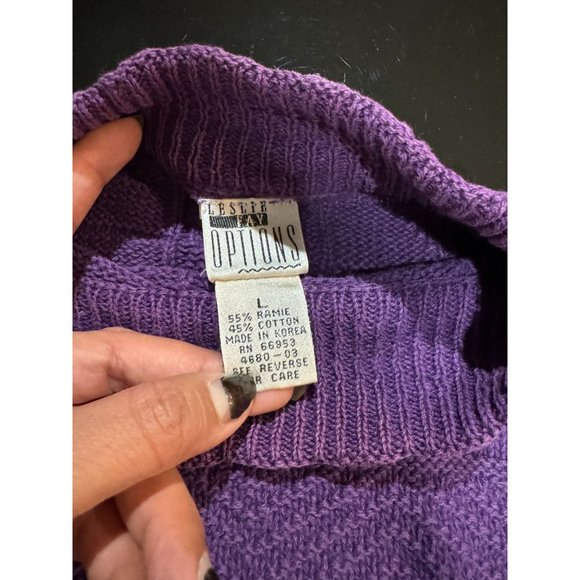 LESLIE
FAY
OPTIONS
L
55% RAMIE
45% COTTON
MADE IN KOREA
RN 66953
4680-03
SEE REVERSE
CARE